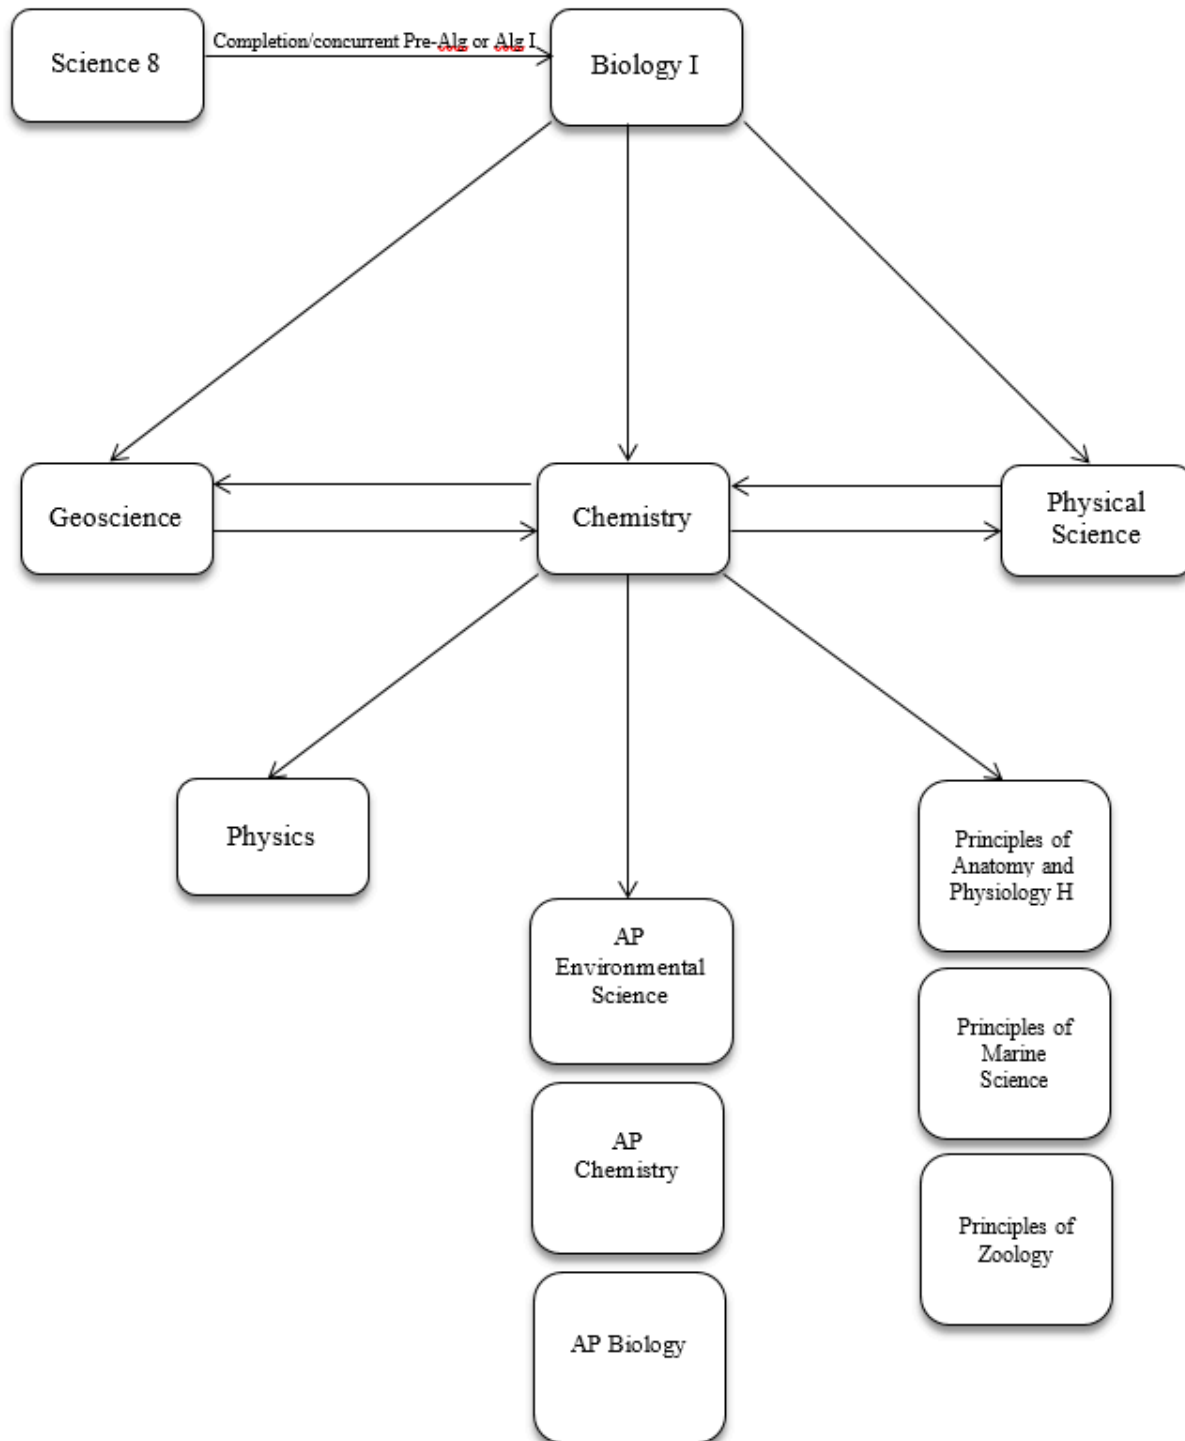 Science 8
Completion/concurrent Pre-Alg or Alg I
Biology I
Geoscience
Chemistry
Physical
Science
Physics
AP
Environmental
Science
AP
Chemistry
AP Biology
Principles of
Anatomy and
Physiology H
Principles of
Marine
Science
Principles of
Zoology